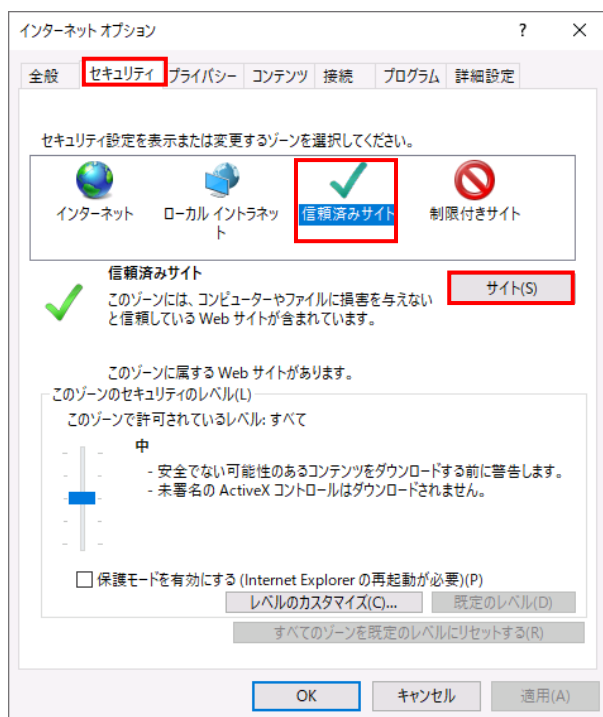 インターネット オプション
?
×
全般 セキュリティ プライバシー コンテンツ 接続 プログラム 詳細設定
セキュリティ設定を表示または変更するゾーンを選択してください。
インターネット
ローカル イントラネッ
ト
信頼済みサイト
制限付きサイト
信頼済みサイト
サイト(S)
このゾーンには、コンピューターやファイルに損害を与えない
と信頼している Web サイトが含まれています。
このゾーンに属する Web サイトがあります。
このゾーンのセキュリティのレベル(L)
このゾーンで許可されているレベル: すべて
中
- 安全でない可能性のあるコンテンツをダウンロードする前に警告します。
- 未署名の ActiveX コントロールはダウンロードされません。
保護モードを有効にする (Internet Explorer の再起動が必要)(P)
レベルのカスタマイズ(C)... 既定のレベル(D)
すべてのゾーンを既定のレベルにリセットする(R)
OK キャンセル 適用(A)